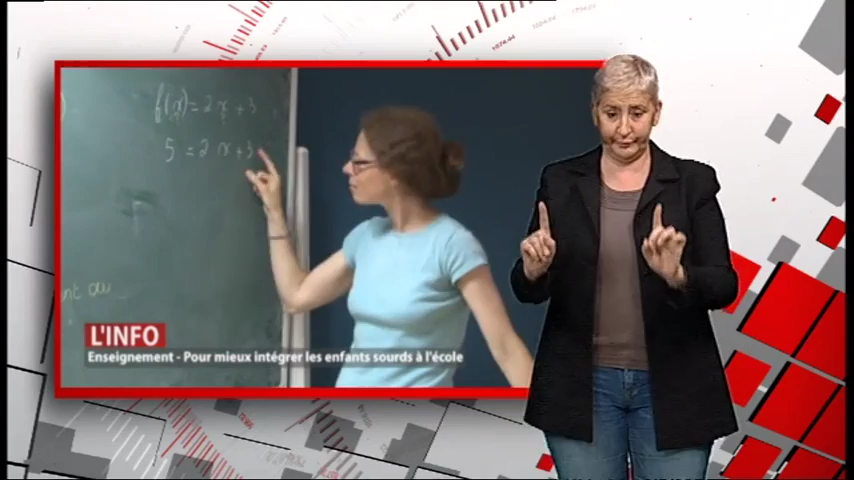 f(x)=2x+3
5=2x+3
L'INFO
Enseignement - Pour mieux intégrer les enfants sourds à l'école